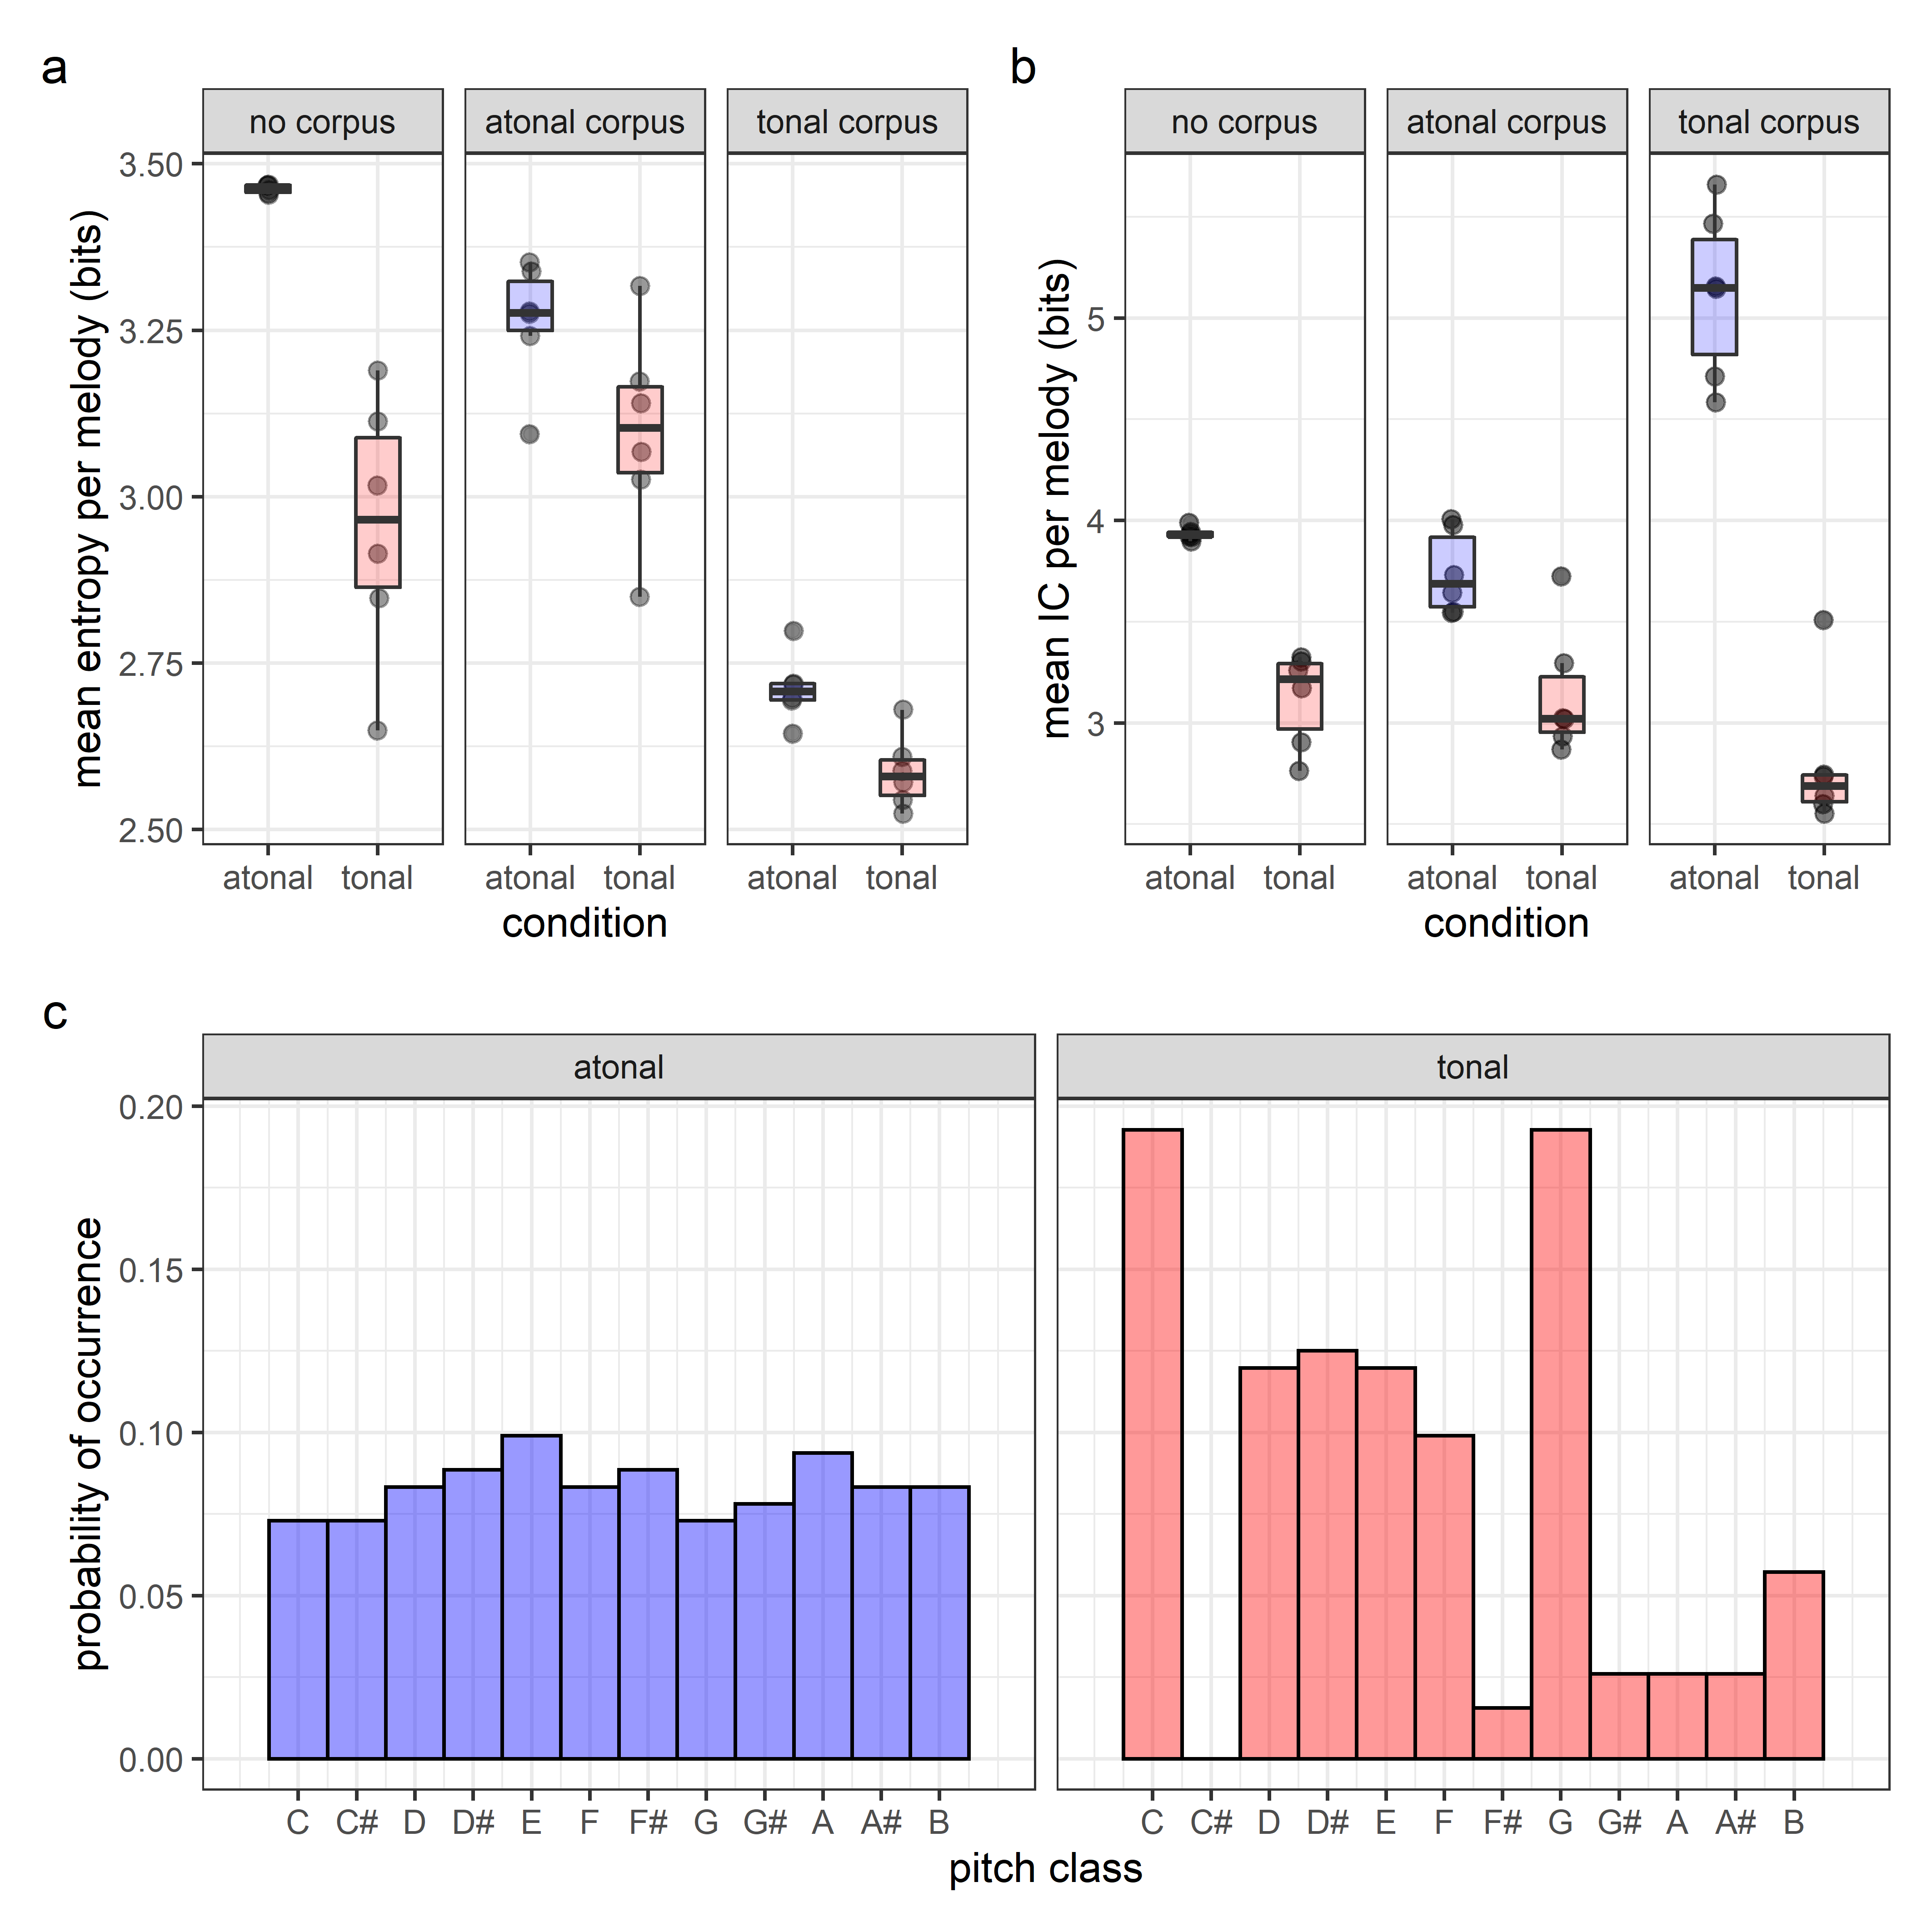 a
no corpus atonal corpus tonal corpus
mean entropy per melody (bits)
3.50
3.25
3.00
2.75
2.50
atonal tonal atonal tonal atonal tonal
condition
b
no corpus atonal corpus tonal corpus
mean IC per melody (bits)
5
4
3
atonal tonal atonal tonal atonal tonal
condition
c
atonal tonal
probability of occurrence
0.20
0.15
0.10
0.05
0.00
C C# D D# E F F# G G# A A# B C C# D D# E F F# G G# A A# B
pitch class